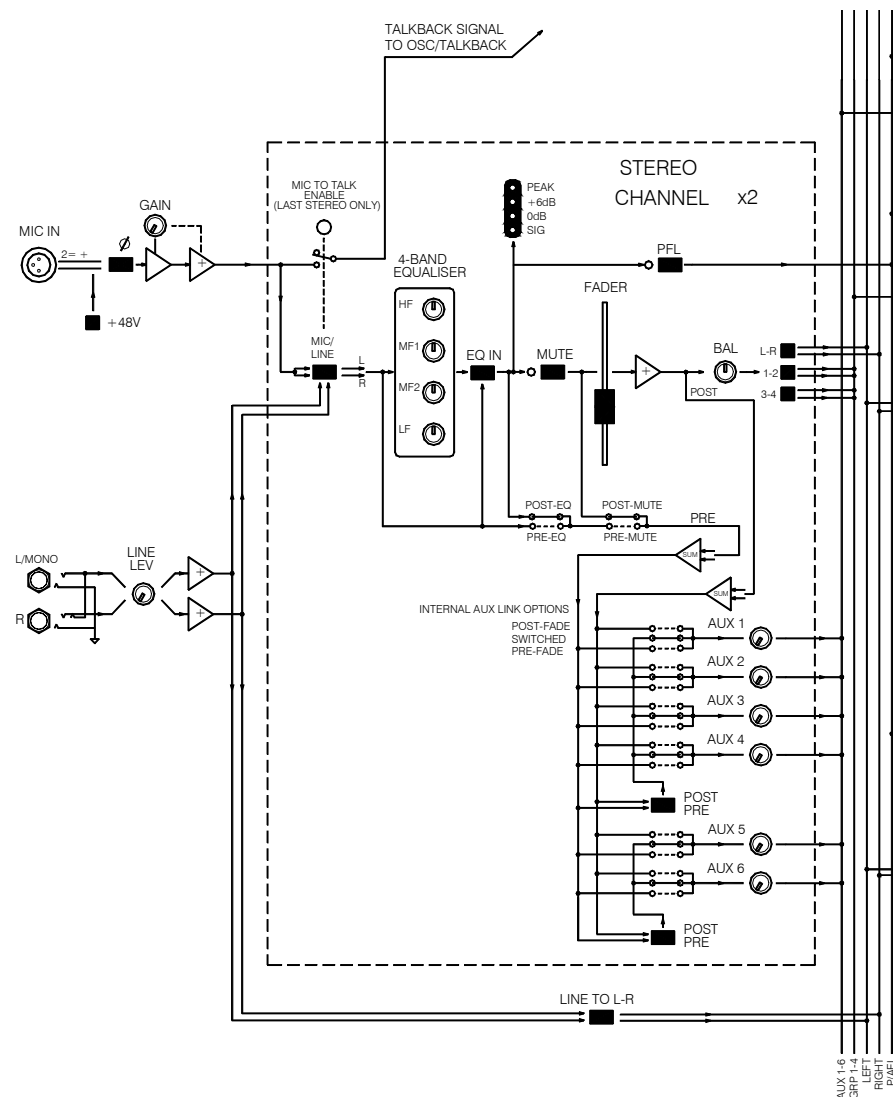 TALKBACK SIGNAL
TO OSC/TALKBACK
STEREO
CHANNEL x2
MIC TO TALK
ENABLE
(LAST STEREO ONLY)
PEAK
+6dB
0dB
SIG
GAIN
MIC IN
2= +
Ø
+48V
4-BAND
EQUALISER
HF
MF1
MF2
LF
PFL
FADER
MIC/
LINE
L
R
EQ IN
MUTE
+
+
BAL
POST
L-R
1-2
3-4
POST-EQ
PRE-EQ
POST-MUTE
PRE-MUTE
PRE
SUM
SUM
L/MONO
R
LINE
LEV
+
+
INTERNAL AUX LINK OPTIONS
POST-FADE
SWITCHED
PRE-FADE
AUX 1
AUX 2
AUX 3
AUX 4
POST
PRE
AUX 5
AUX 6
POST
PRE
LINE TO L-R
AUX 1-6
GRP 1-4
LEFT
RIGHT
P/AFL